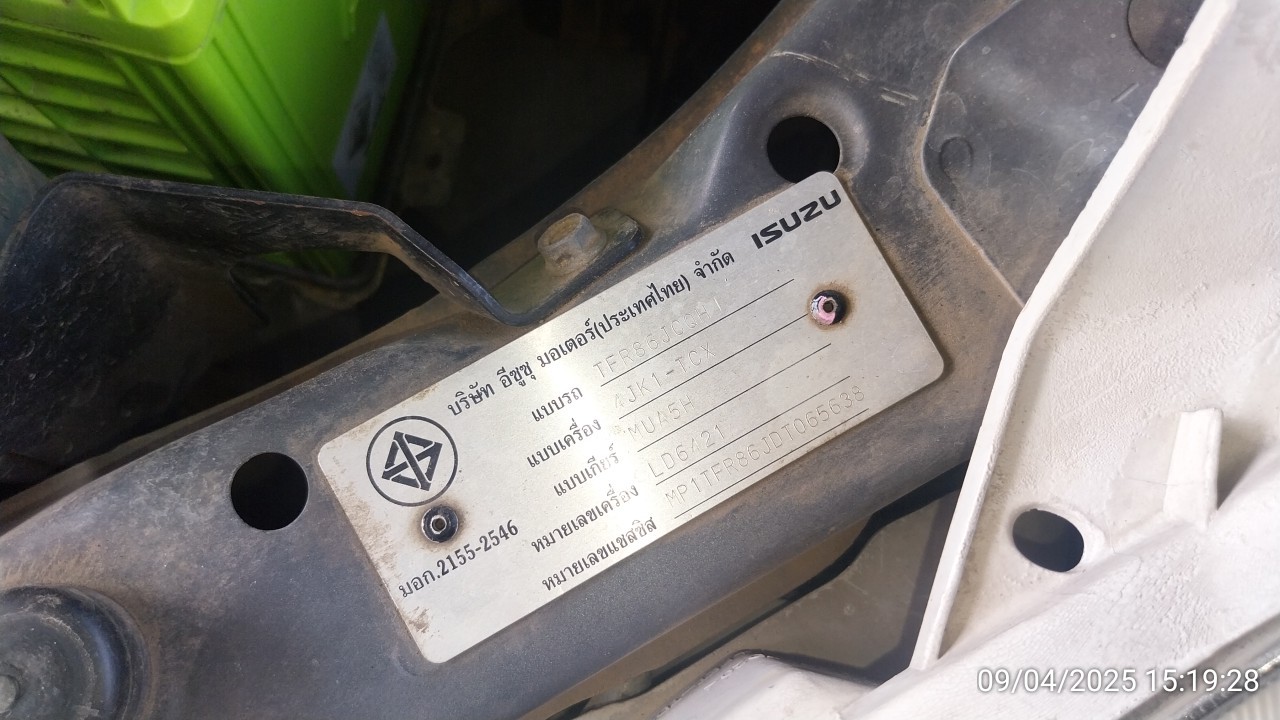 ISUZU
บริษัท อีซูซุ มอเตอร์(ประเทศไทย) จำกัด
แบบรถ
แบบเครื่อง 4JK1-TCX
แบบเกียร์ MUA5H
หมายเลขเครื่อง
หมายเลขแชสซิส MP1TFR86JDT065638
มอก.2155-2546
09/04/2025 15:19:28